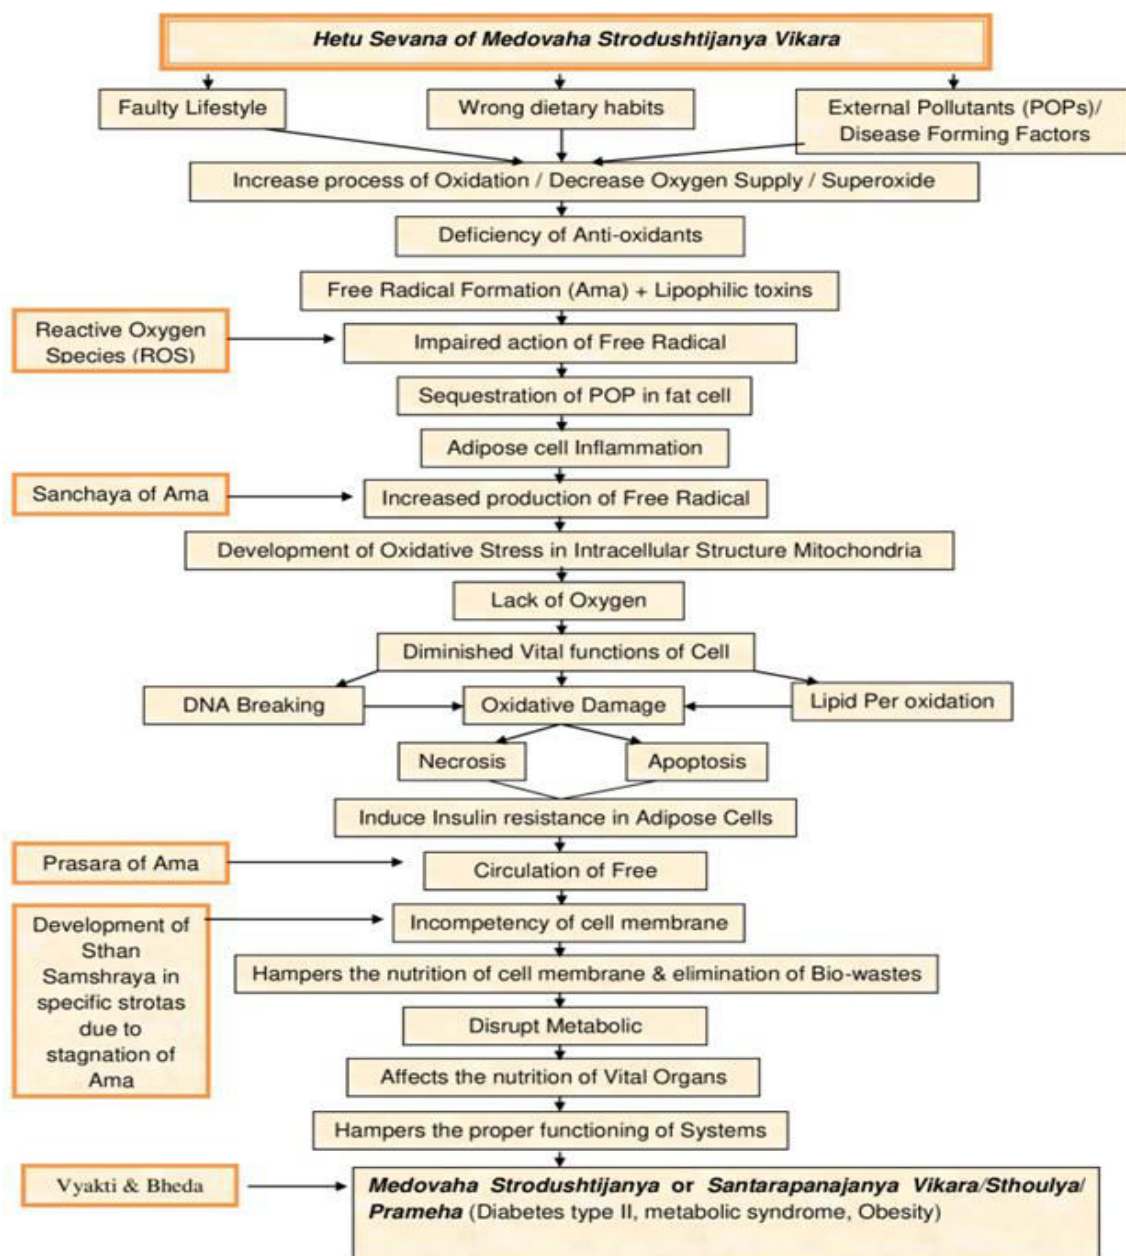 Hetu Sevana of Medovaha Strodushtijanya Vikara
Faulty Lifestyle
Wrong dietary habits
External Pollutants (POPs)/
Disease Forming Factors
Increase process of Oxidation / Decrease Oxygen Supply / Superoxide
Deficiency of Anti-oxidants
Free Radical Formation (Ama) + Lipophilic toxins
Reactive Oxygen
Species (ROS)
Impaired action of Free Radical
Sequestration of POP in fat cell
Adipose cell Inflammation
Sanchaya of Ama
Increased production of Free Radical
Development of Oxidative Stress in Intracellular Structure Mitochondria
Lack of Oxygen
Diminished Vital functions of Cell
DNA Breaking
Oxidative Damage
Lipid Per oxidation
Necrosis
Apoptosis
Induce Insulin resistance in Adipose Cells
Prasara of Ama
Circulation of Free
Development of
Sthan
Samshraya in
specific strotas
due to
stagnation of
Ama
Incompetency of cell membrane
Hampers the nutrition of cell membrane & elimination of Bio-wastes
Disrupt Metabolic
Affects the nutrition of Vital Organs
Hampers the proper functioning of Systems
Vyakti & Bheda
Medovaha Strodushtijanya or Santarapanajanya Vikara/Sthoulya/
Prameha (Diabetes type II, metabolic syndrome, Obesity)